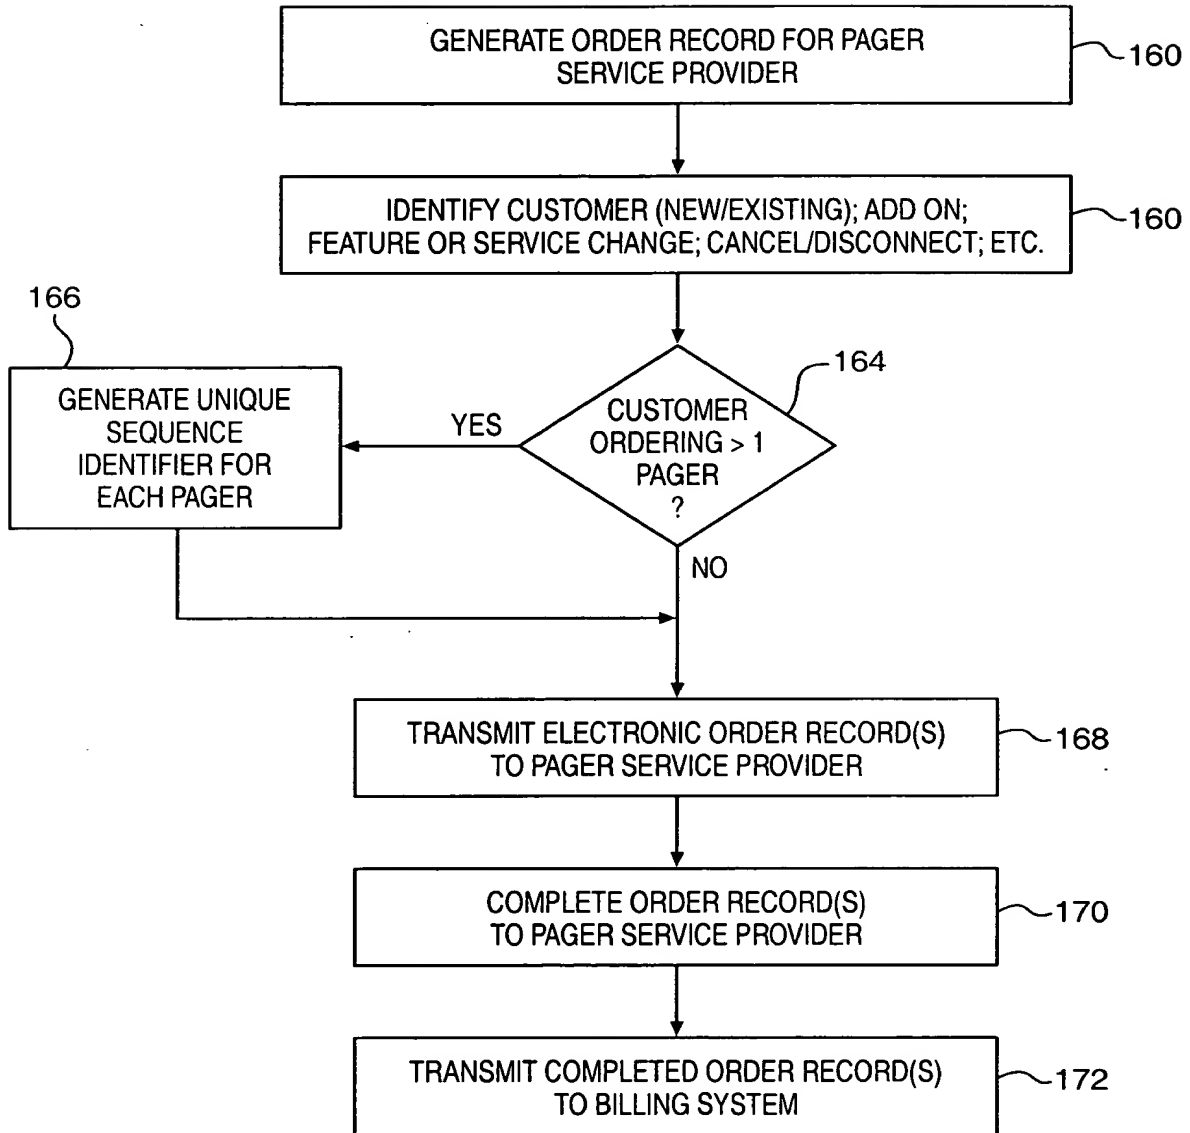 GENERATE ORDER RECORD FOR PAGER
SERVICE PROVIDER
160
IDENTIFY CUSTOMER (NEW/EXISTING); ADD ON;
FEATURE OR SERVICE CHANGE; CANCEL/DISCONNECT; ETC.
160
166
GENERATE UNIQUE
SEQUENCE
IDENTIFIER FOR
EACH PAGER
YES
CUSTOMER
ORDERING > 1
PAGER
?
164
NO
TRANSMIT ELECTRONIC ORDER RECORD(S)
TO PAGER SERVICE PROVIDER
168
COMPLETE ORDER RECORD(S)
TO PAGER SERVICE PROVIDER
170
TRANSMIT COMPLETED ORDER RECORD(S)
TO BILLING SYSTEM
172